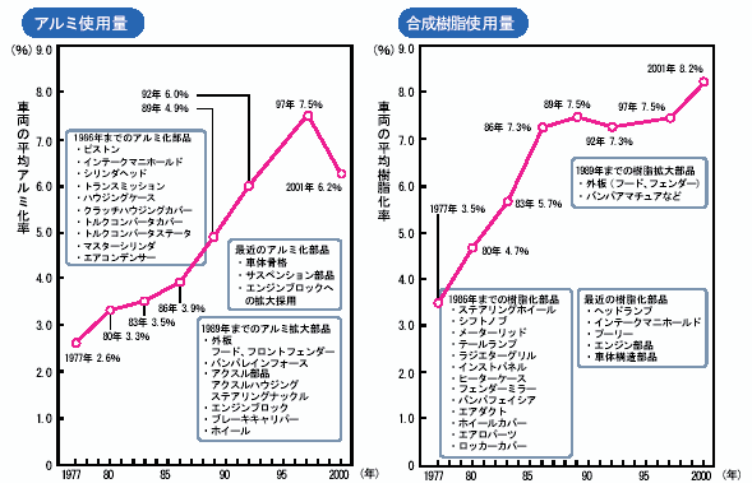 アルミ使用量
(%)
9.0
8.0
7.0
6.0
5.0
4.0
3.0
2.0
1.0
0
車両の平均アルミ化率
92年 6.0%
89年 4.9%
97年 7.5%
2001年 6.2%
86年 3.9%
83年 3.5%
80年 3.3%
1977年 2.6%
1986年までのアルミ化部品
・ピストン
・インテークマニホールド
・シリンダヘッド
・トランスミッション
・ハウジングケース
・クラッチハウジングカバー
・トルクコンバータカバー
・トルクコンバータステータ
・マスターシリンダ
・エアコンデンサー
最近のアルミ化部品
・車体骨格
・サスペンション部品
・エンジンブロックへ
の拡大採用
1989年までのアルミ拡大部品
・外板
フード、フロントフェンダー
・バンパレインフォース
・アクスル部品
アクスルハウジング
ステアリングナックル
・エンジンブロック
・ブレーキキャリパー
・ホイール
1977 80 85 90 95 2000 (年)
合成樹脂使用量
(%)
9.0
8.0
7.0
6.0
5.0
4.0
3.0
2.0
1.0
0
車両の平均樹脂化率
2001年 8.2%
89年 7.5%
97年 7.5%
86年 7.3%
92年 7.3%
1977年 3.5%
83年 5.7%
80年 4.7%
1989年までの樹脂拡大部品
・外板(フード、フェンダー)
・バンパアマチュアなど
1986年までの樹脂化部品
・ステアリングホイール
・シフトノブ
・メーターリッド
・テールランプ
・ラジエターグリル
・インストパネル
・ヒーターケース
・フェンダーミラー
・バンパフェイシア
・エアダクト
・ホイールカバー
・エアロパーツ
・ロッカーカバー
最近の樹脂化部品
・ヘッドランプ
・インテークマニホールド
・プーリー
・エンジン部品
・車体構造部品
1977 80 85 90 95 2000 (年)